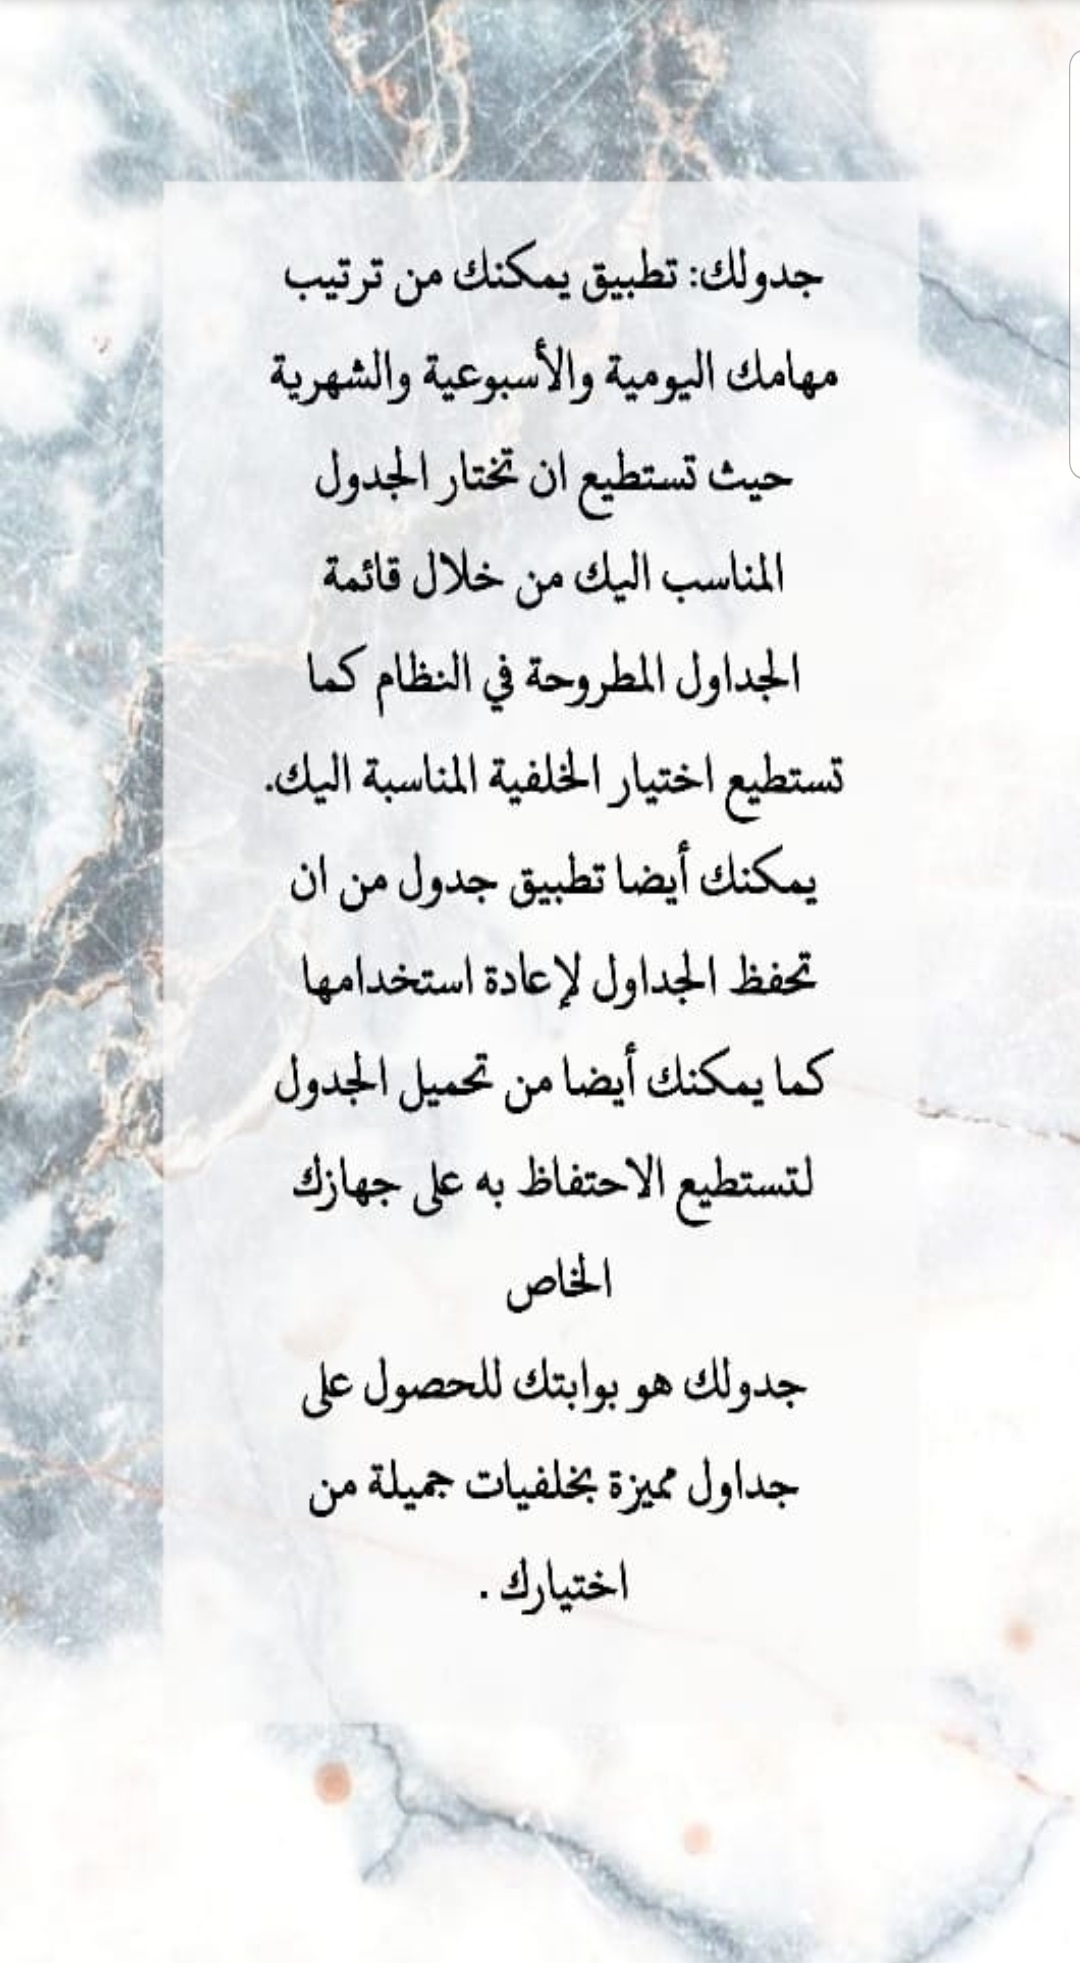 جدولك: تطبيق يمكنك من ترتيب
مهامك اليومية والأسبوعية والشهرية
حيث تستطيع ان تختار الجدول
المناسب اليك من خلال قائمة
الجداول المطروحة في النظام كما
تستطيع اختيار الخلفية المناسبة اليك.
يمكنك أيضا تطبيق جدول من ان
تحفظ الجداول لإعادة استخدامها
كما يمكنك أيضا من تحميل الجدول
لتستطيع الاحتفاظ به على جهازك
الخاص
جدولك هو بوابتك للحصول على
جداول مميزة بخلفيات جميلة من
اختيارك .